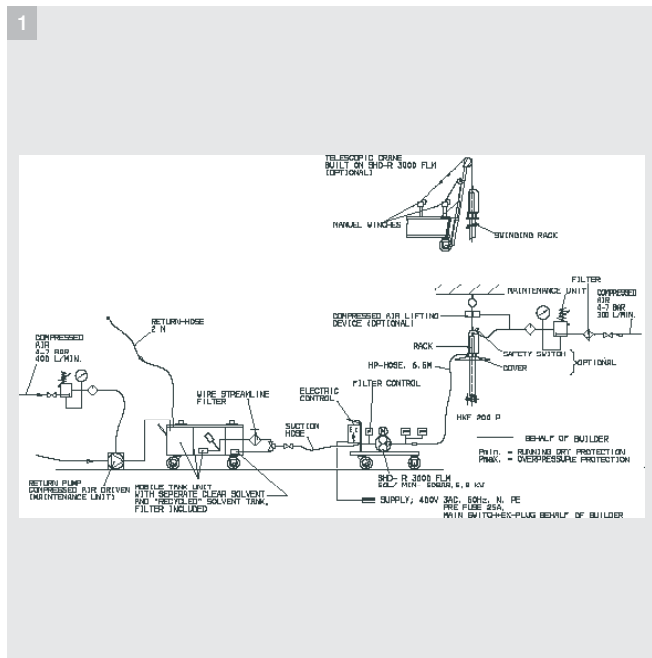 1
TELESCOPIC CRANE
BUILT ON SHD-R 3000 FLM
(OPTIONAL)
MANUEL WINCHES
SWINGING RACK
FILTER
MAINTENANCE UNIT
COMPRESSED
AIR
4-7 BAR
300 L/MIN.
COMPRESSED AIR LIFTING
DEVICE (OPTIONAL)
RETURN-HOSE
2 M
COMPRESSED
AIR
4-7 BAR
400 L/MIN.
RACK
SAFETY SWITCH
OPTIONAL
COVER
HP-HOSE, 6.5M
FILTER CONTROL
ELECTRIC
CONTROL
WIRE STREAMLINE
FILTER
SUCTION
HOSE
HKF 200 P
BEHALF OF BUILDER
Pmin. = RUNNING DRY PROTECTION
Pmax. = OVERPRESSURE PROTECTION
RETURN PUMP
COMPRESSED AIR DRIVEN
(MAINTENANCE UNIT)
MOBILE TANK UNIT
WITH SEPERATE CLEAR SOLVENT
AND "RECYCLED" SOLVENT TANK,
FILTER INCLUDED
SHD- R 3000 FLM
SUPPLY; 400V 3AC, 50Hz, N, PE
PRE FUSE 25A,
MAIN SWITCH+EX-PLUG BEHALF OF BUILDER